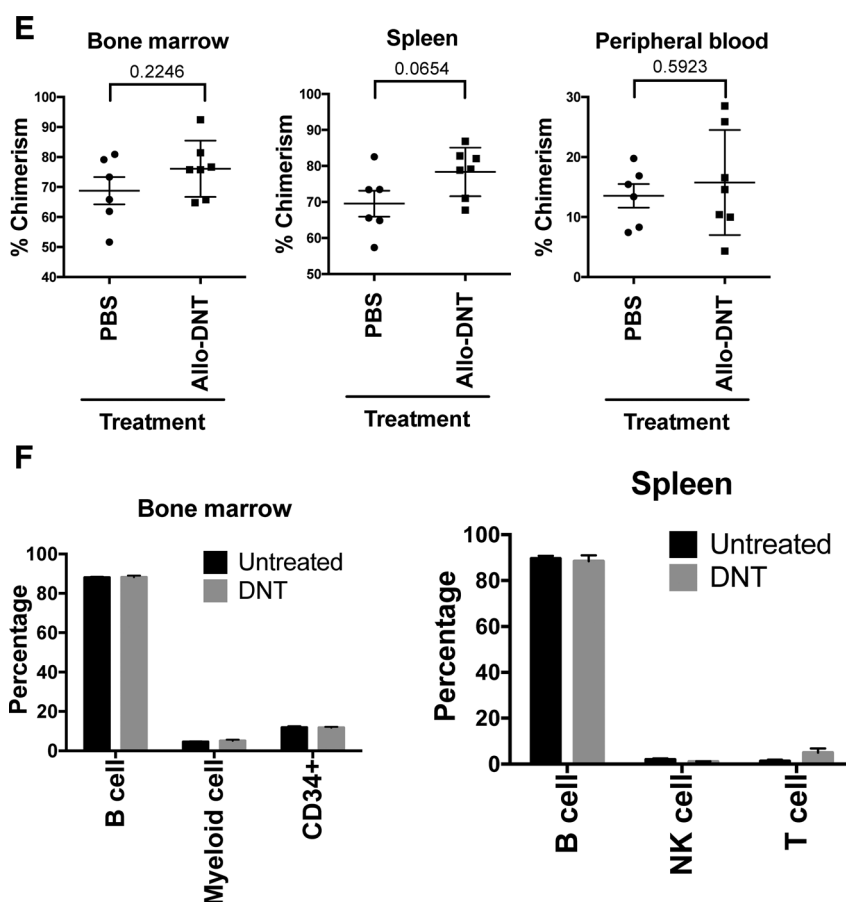 E
Bone marrow
0.2246
% Chimerism
100
90
80
70
60
50
40
PBS
Allo-DNT
Treatment
Spleen
0.0654
% Chimerism
100
90
80
70
60
50
PBS
Allo-DNT
Treatment
Peripheral blood
0.5923
% Chimerism
30
20
10
0
PBS
Allo-DNT
Treatment
F
Bone marrow
Untreated
DNT
Percentage
100
80
60
40
20
0
B cell
Myeloid cell
CD34+
Spleen
Untreated
DNT
Percentage
100
80
60
40
20
0
B cell
NK cell
T cell